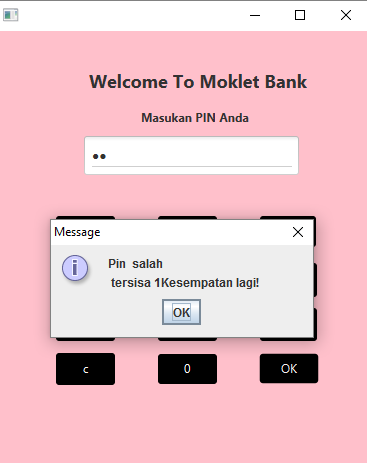 Welcome To Moklet Bank
Masukan PIN Anda
Message
Pin salah
tersisa 1Kesempatan lagi!
OK
c
0
OK